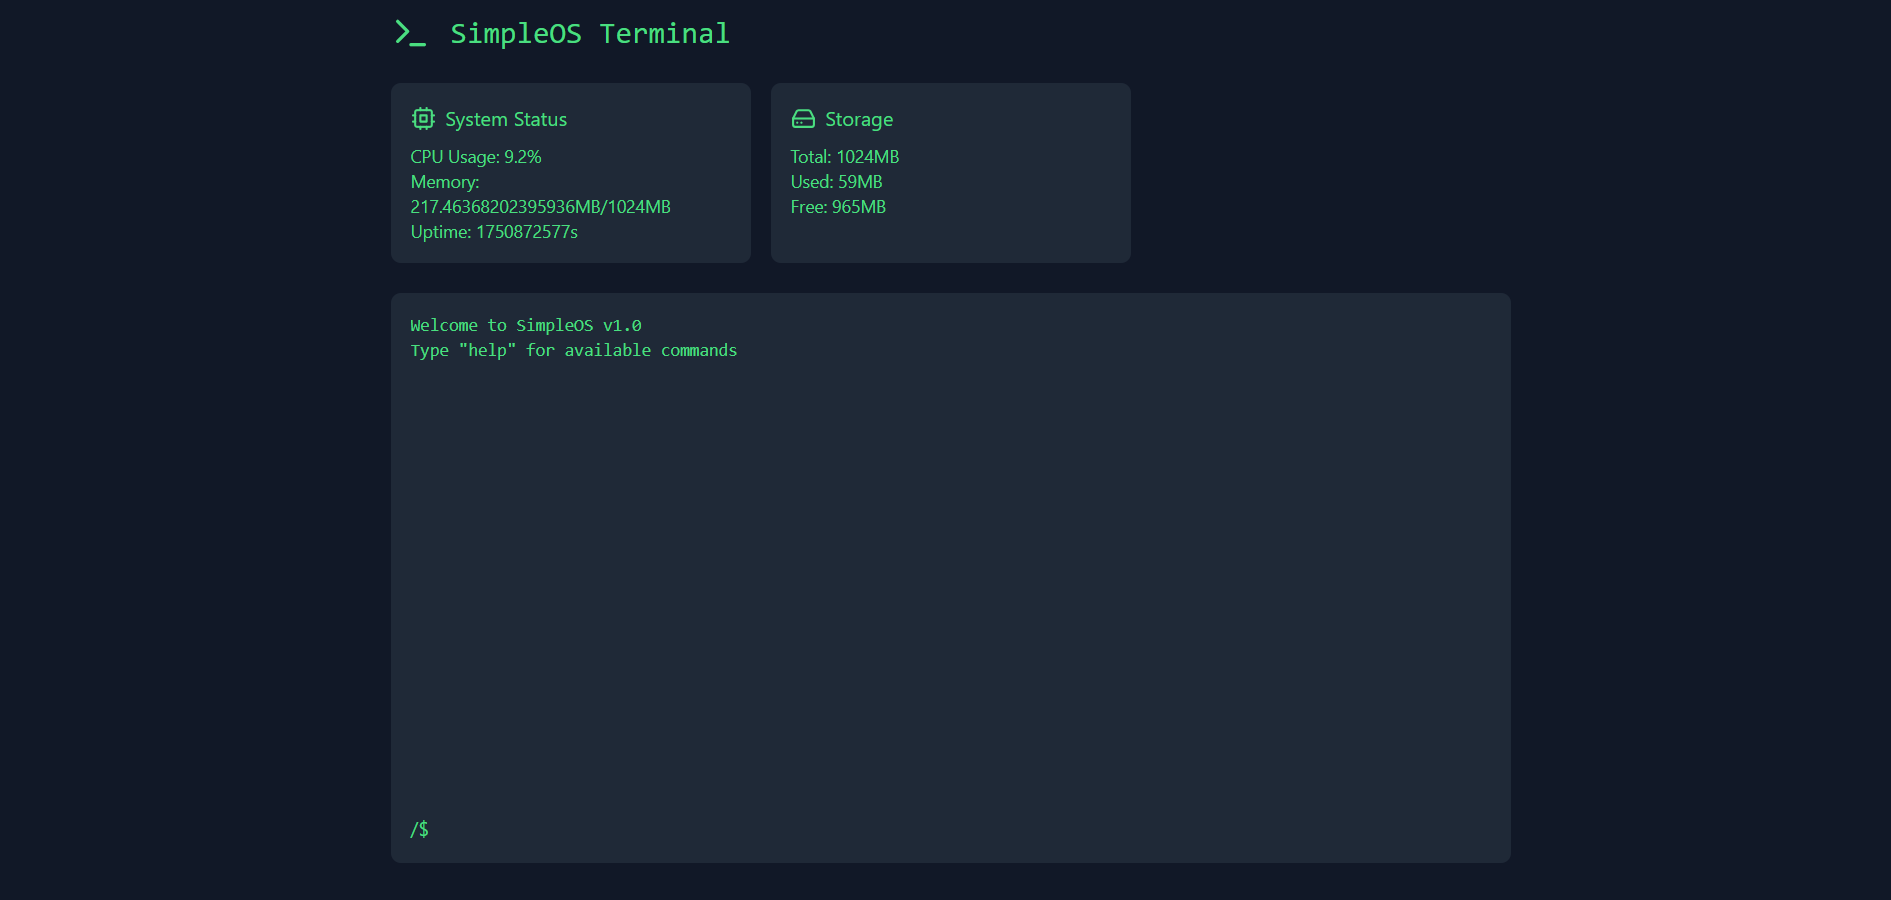 SimpleOS Terminal
System Status
CPU Usage: 9.2%
Memory:
217.46368202395936MB/1024MB
Uptime: 1750872577s
Storage
Total: 1024MB
Used: 59MB
Free: 965MB
Welcome to SimpleOS v1.0
Type "help" for available commands
/$